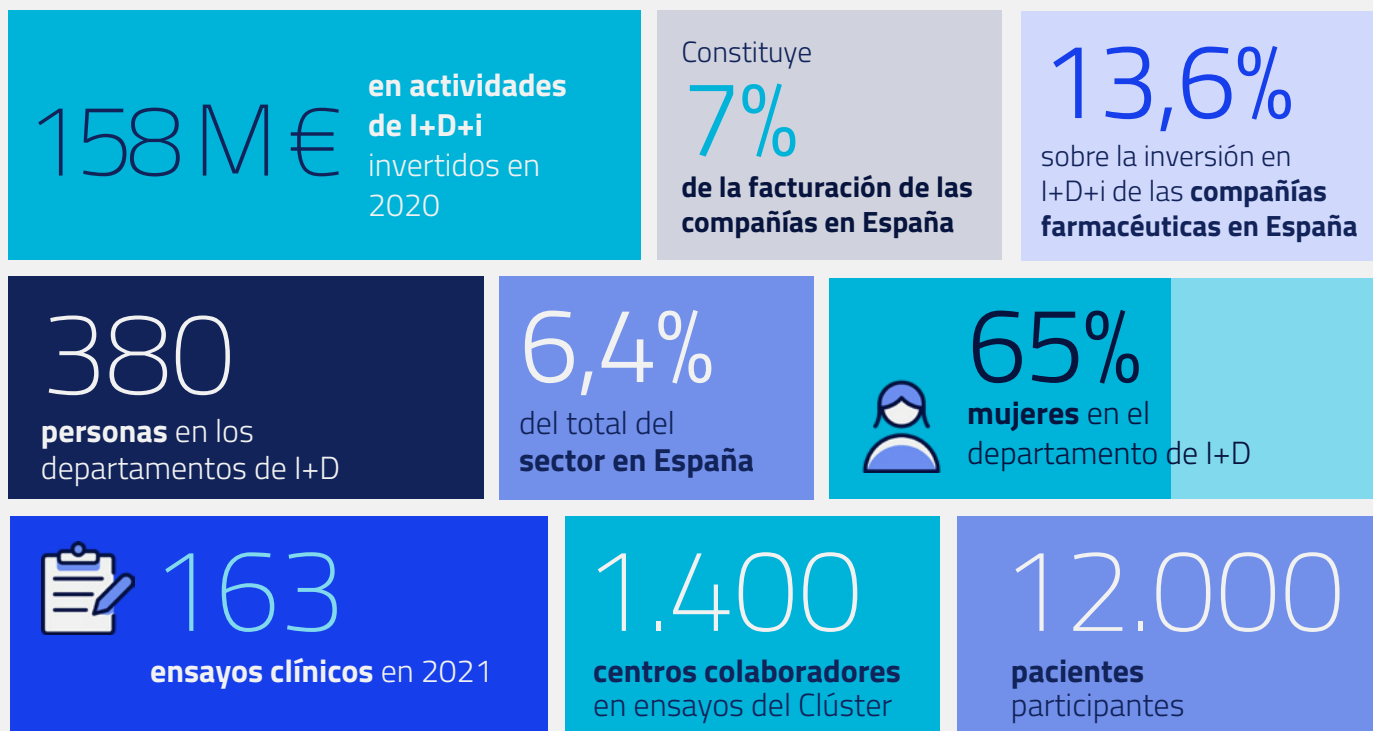 158 M €
en actividades
de I+D+i
invertidos en
2020
Constituye
7%
de la facturación de las
compañías en España
13,6%
sobre la inversión en
I+D+i de las compañías
farmacéuticas en España
380
personas en los
departamentos de I+D
6,4%
del total del
sector en España
65%
mujeres en el
departamento de I+D
163
ensayos clínicos en 2021
1.400
centros colaboradores
en ensayos del Clúster
12.000
pacientes
participantes